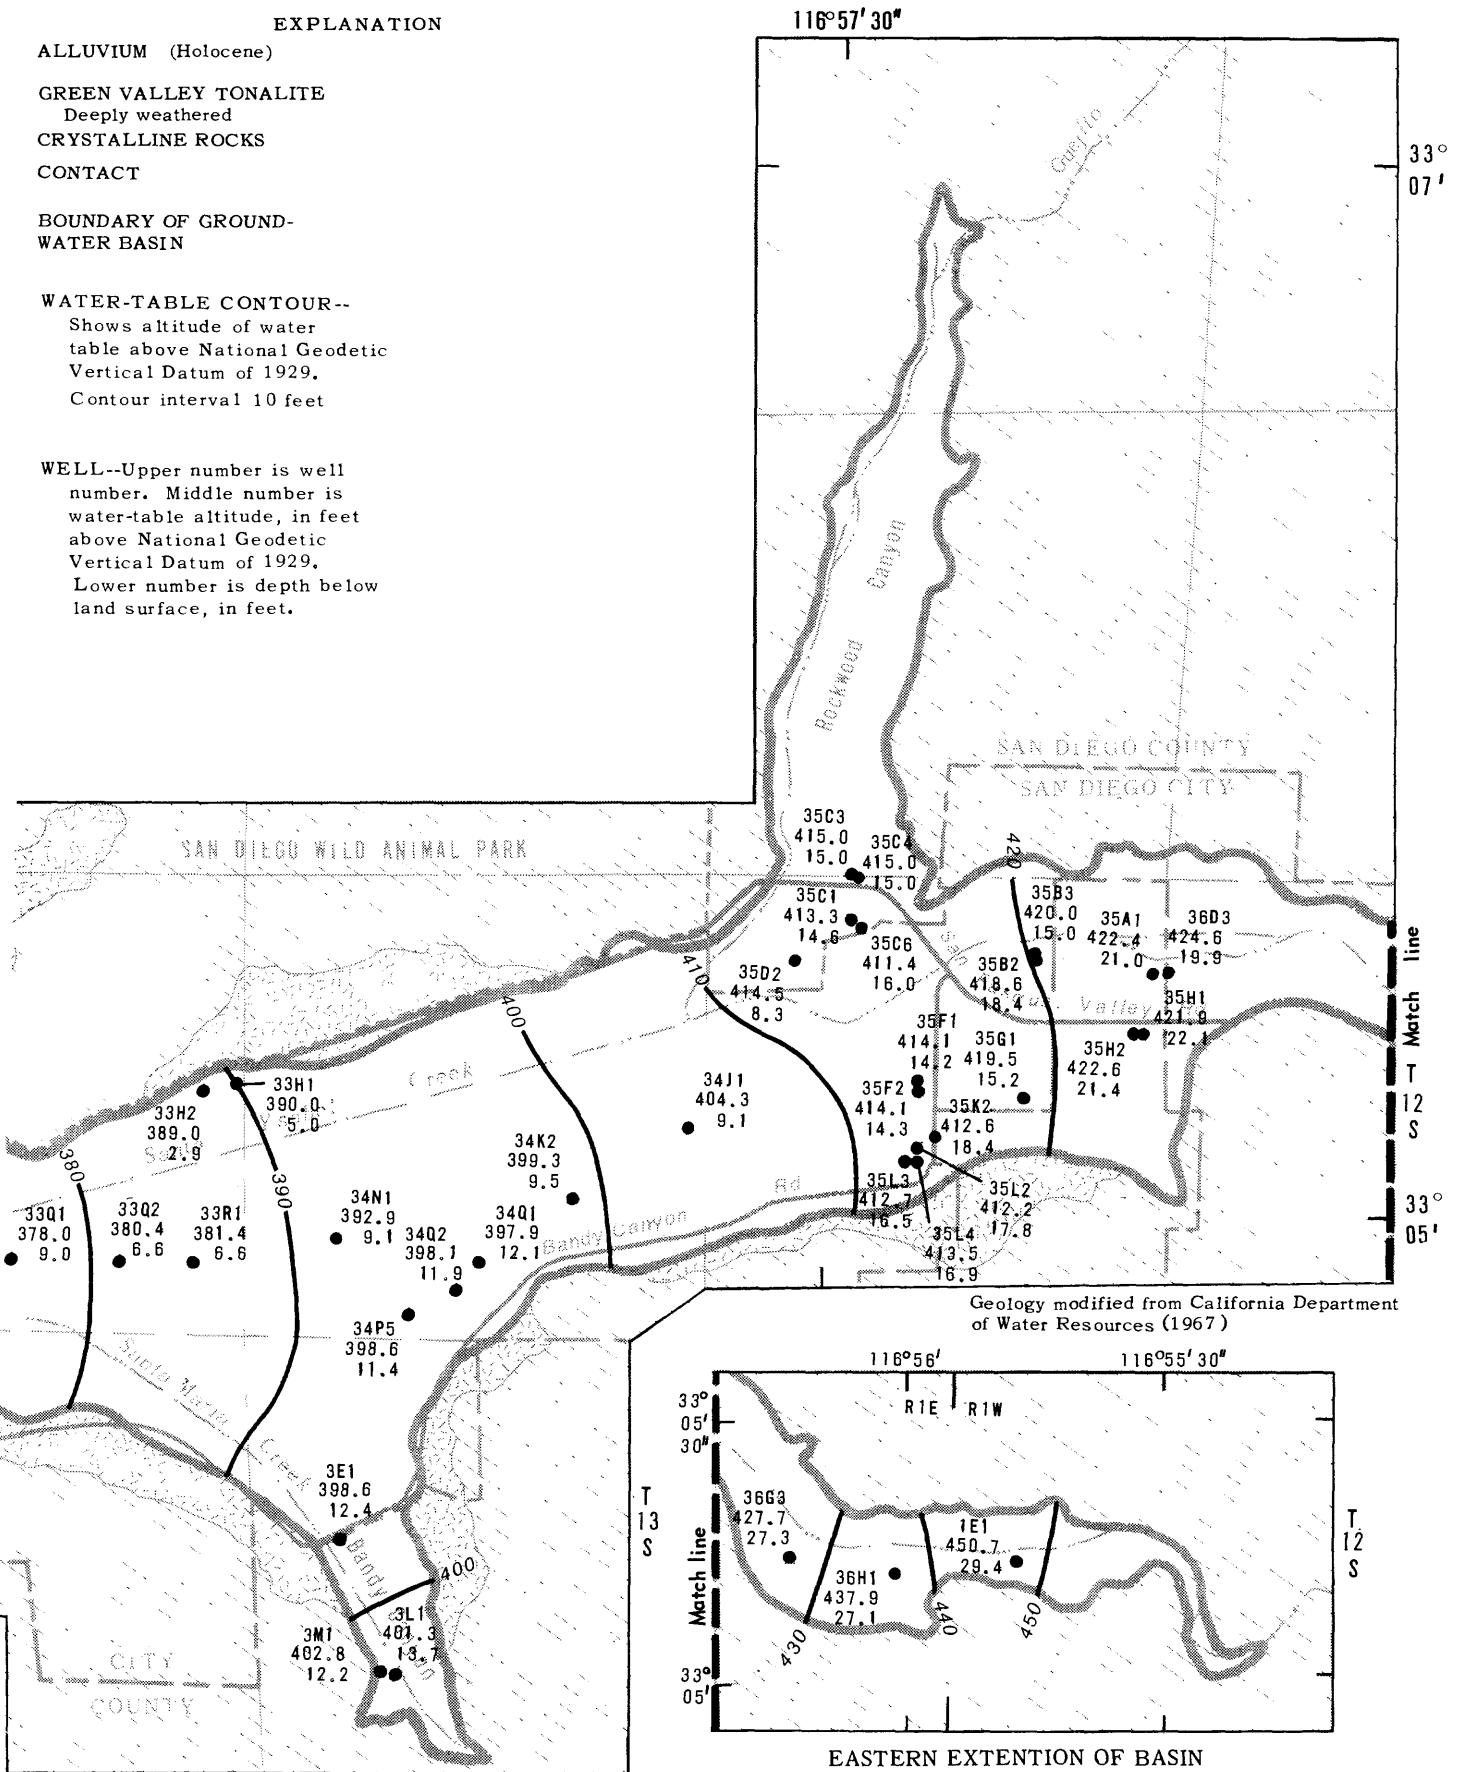 EXPLANATION
ALLUVIUM (Holocene)
GREEN VALLEY TONALITE
Deeply weathered
CRYSTALLINE ROCKS
CONTACT
BOUNDARY OF GROUND-
WATER BASIN
WATER-TABLE CONTOUR--
Shows altitude of water
table above National Geodetic
Vertical Datum of 1929.
Contour interval 10 feet
WELL--Upper number is well
number. Middle number is
water-table altitude, in feet
above National Geodetic
Vertical Datum of 1929.
Lower number is depth below
land surface, in feet.
116°57'30"
33°
07'
Guejito
Rockwood Canyon
SAN DIEGO COUNTY
SAN DIEGO CITY
SAN DIEGO WILD ANIMAL PARK
35C3
415.0
15.0
35C4
415.0
15.0
35C1
413.3
14.6
35C6
411.4
16.0
35D2
414.5
8.3
420
35B3
420.0
15.0
35A1
422.4
21.0
36D3
424.6
19.9
35B2
418.6
18.4
San
Valley
35H1
421.9
22.1
35H2
422.6
21.4
35F1
414.1
14.2
35G1
419.5
15.2
35F2
414.1
14.3
35K2
412.6
18.4
35L3
412.7
16.5
35L2
412.2
17.8
35L4
413.5
16.9
410
400
34J1
404.3
9.1
34K2
399.3
9.5
Creek
33H1
390.0
5.0
33H2
389.0
2.9
380
390
33Q1
378.0
9.0
33Q2
380.4
6.6
33R1
381.4
6.6
34N1
392.9
9.1
34Q2
398.1
11.9
34Q1
397.9
12.1
Bandy Canyon
Rd
34P5
398.6
11.4
Santa Maria
Creek
3E1
398.6
12.4
Bandy
400
3L1
401.3
13.7
3M1
402.8
12.2
CITY
COUNTY
Match line
T
12
S
33°
05'
T
13
S
Geology modified from California Department
of Water Resources (1967)
116°56'
116°55'30"
33°
05'
30"
R1E
R1W
36G3
427.7
27.3
36H1
437.9
27.1
1E1
450.7
29.4
430
440
450
Match line
33°
05'
T.
12
S
EASTERN EXTENTION OF BASIN